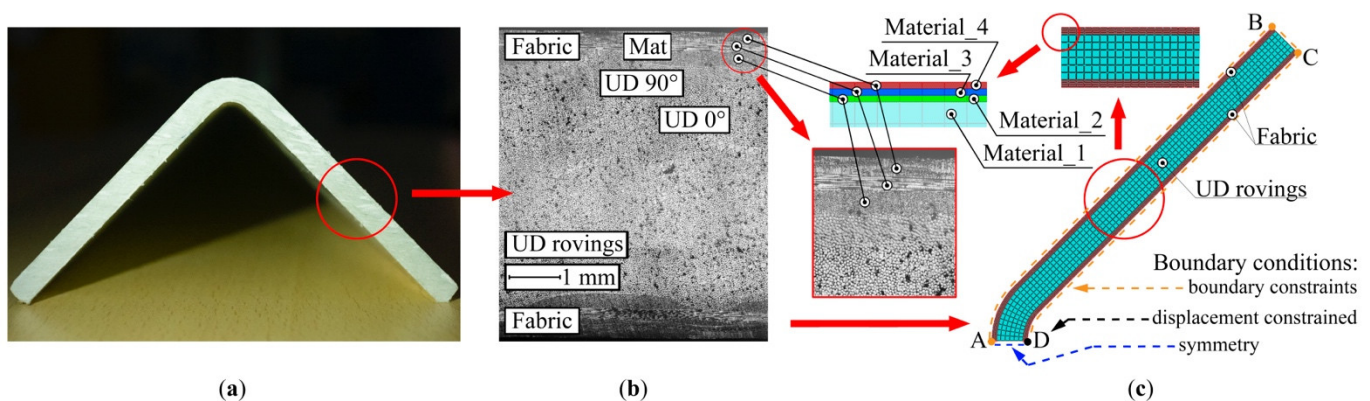 Fabric
Mat
UD 90°
UD 0°
UD rovings
1 mm
Fabric
Material_4
Material_3
Material_2
Material_1
B
C
Fabric
UD rovings
Boundary conditions:
boundary constraints
displacement constrained
symmetry
A
D
(a)
(b)
(c)